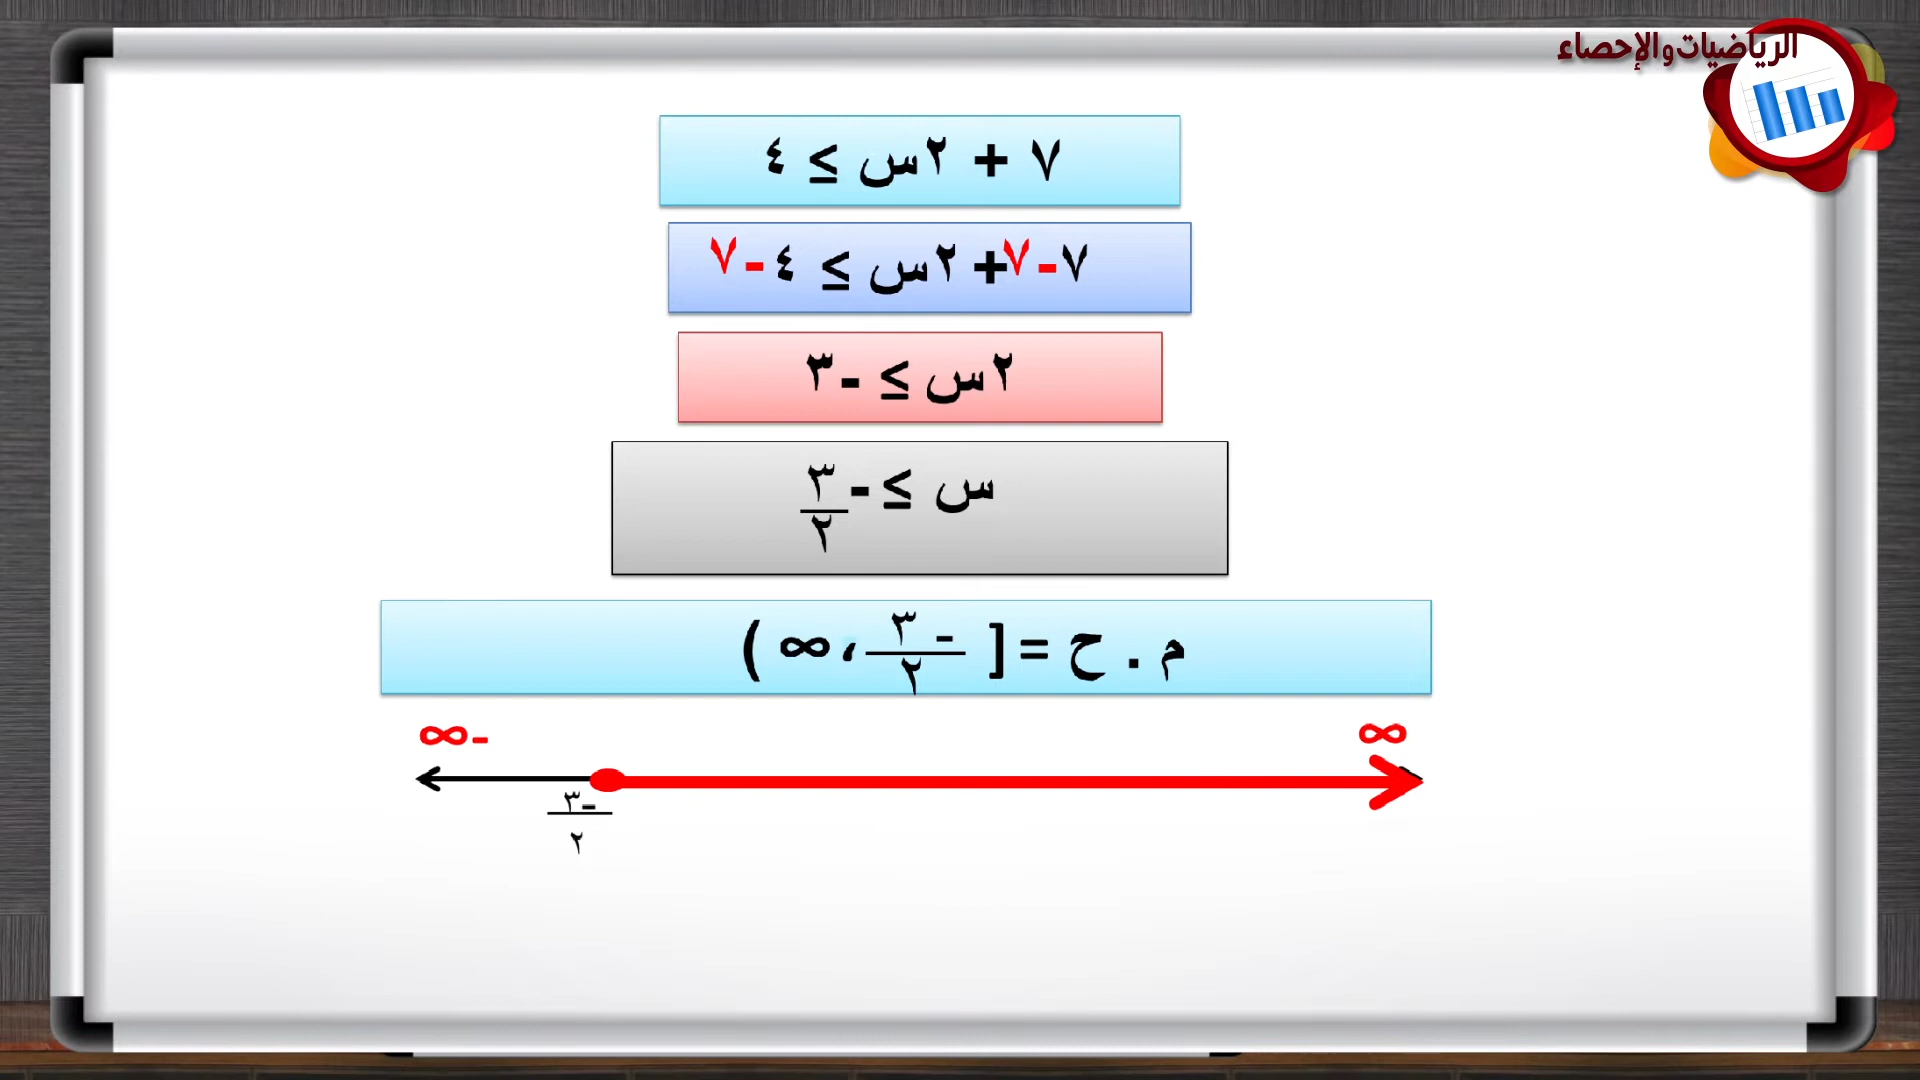 الرياضيات والإحصاء
٧ + ٢س ≥ ٤
٧-٧+ ٢س ≥ ٤-٧
٢س ≥ -٣
س ≥ -٣/٢
م . ح = [ -٣/٢ ، ∞ )
-∞ ∞
-٣/٢